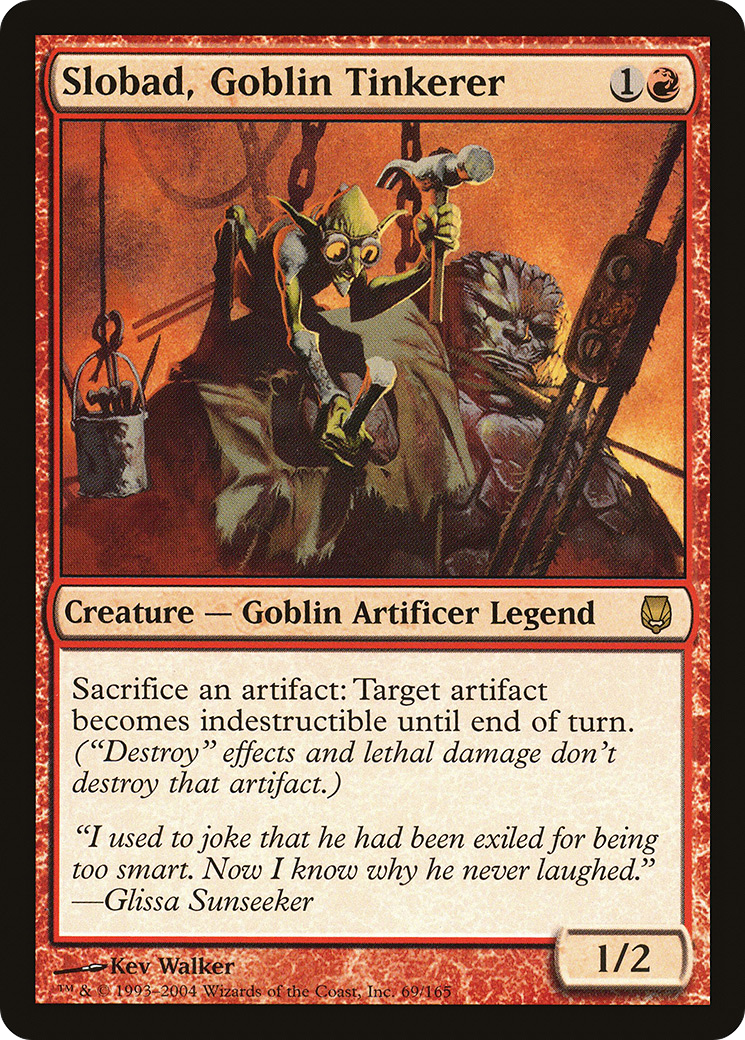 Slobad, Goblin Tinkerer 1
Creature — Goblin Artificer Legend
Sacrifice an artifact: Target artifact
becomes indestructible until end of turn.
(“Destroy” effects and lethal damage don’t
destroy that artifact.)
“I used to joke that he had been exiled for being
too smart. Now I know why he never laughed.”
—Glissa Sunseeker
1/2
Kev Walker
™ & © 1993–2004 Wizards of the Coast, Inc. 69/165